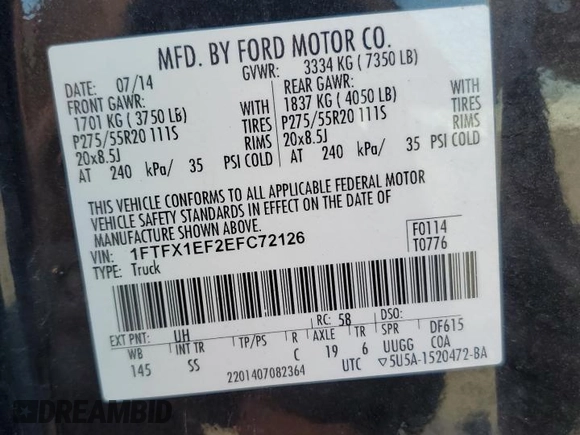 MFD. BY FORD MOTOR CO.
DATE: 07/14 GVWR: 3334 KG ( 7350 LB)
FRONT GAWR: REAR GAWR:
1701 KG ( 3750 LB) WITH 1837 KG ( 4050 LB) WITH
P275/55R20 111S TIRES P275/55R20 111S TIRES
20x8.5J RIMS 20x8.5J RIMS
AT 240 kPa/ 35 PSI COLD AT 240 kPa/ 35 PSI COLD
THIS VEHICLE CONFORMS TO ALL APPLICABLE FEDERAL MOTOR
VEHICLE SAFETY STANDARDS IN EFFECT ON THE DATE OF
MANUFACTURE SHOWN ABOVE.
VIN: 1FTFX1EF2EFC72126 F0114
TYPE: Truck T0776
EXT PNT: UH RC: 58 DSO:
WB INT TR TP/PS R AXLE TR SPR DF615
145 SS C 19 6 UUGG COA
2201407082364 UTC ▽5U5A-1520472-BA
DREAMBID